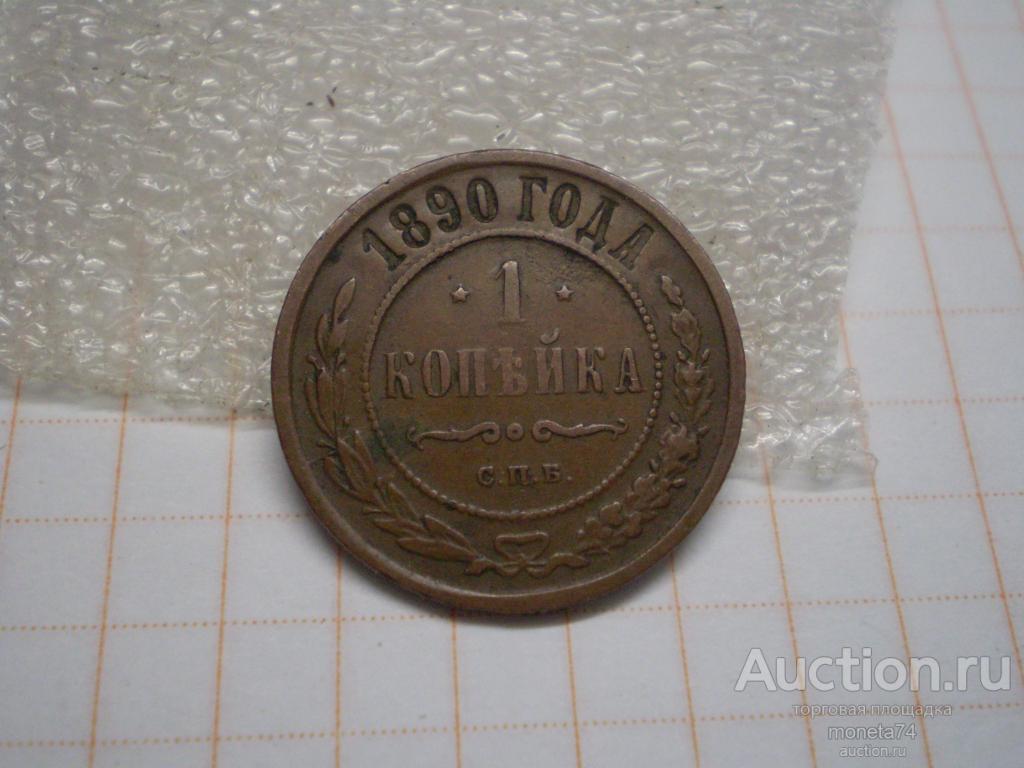 1890 ГОДА
* 1 *
КОПѢЙКА
С.П.Б.
Auction.ru
торговая площадка
moneta74
auction.ru